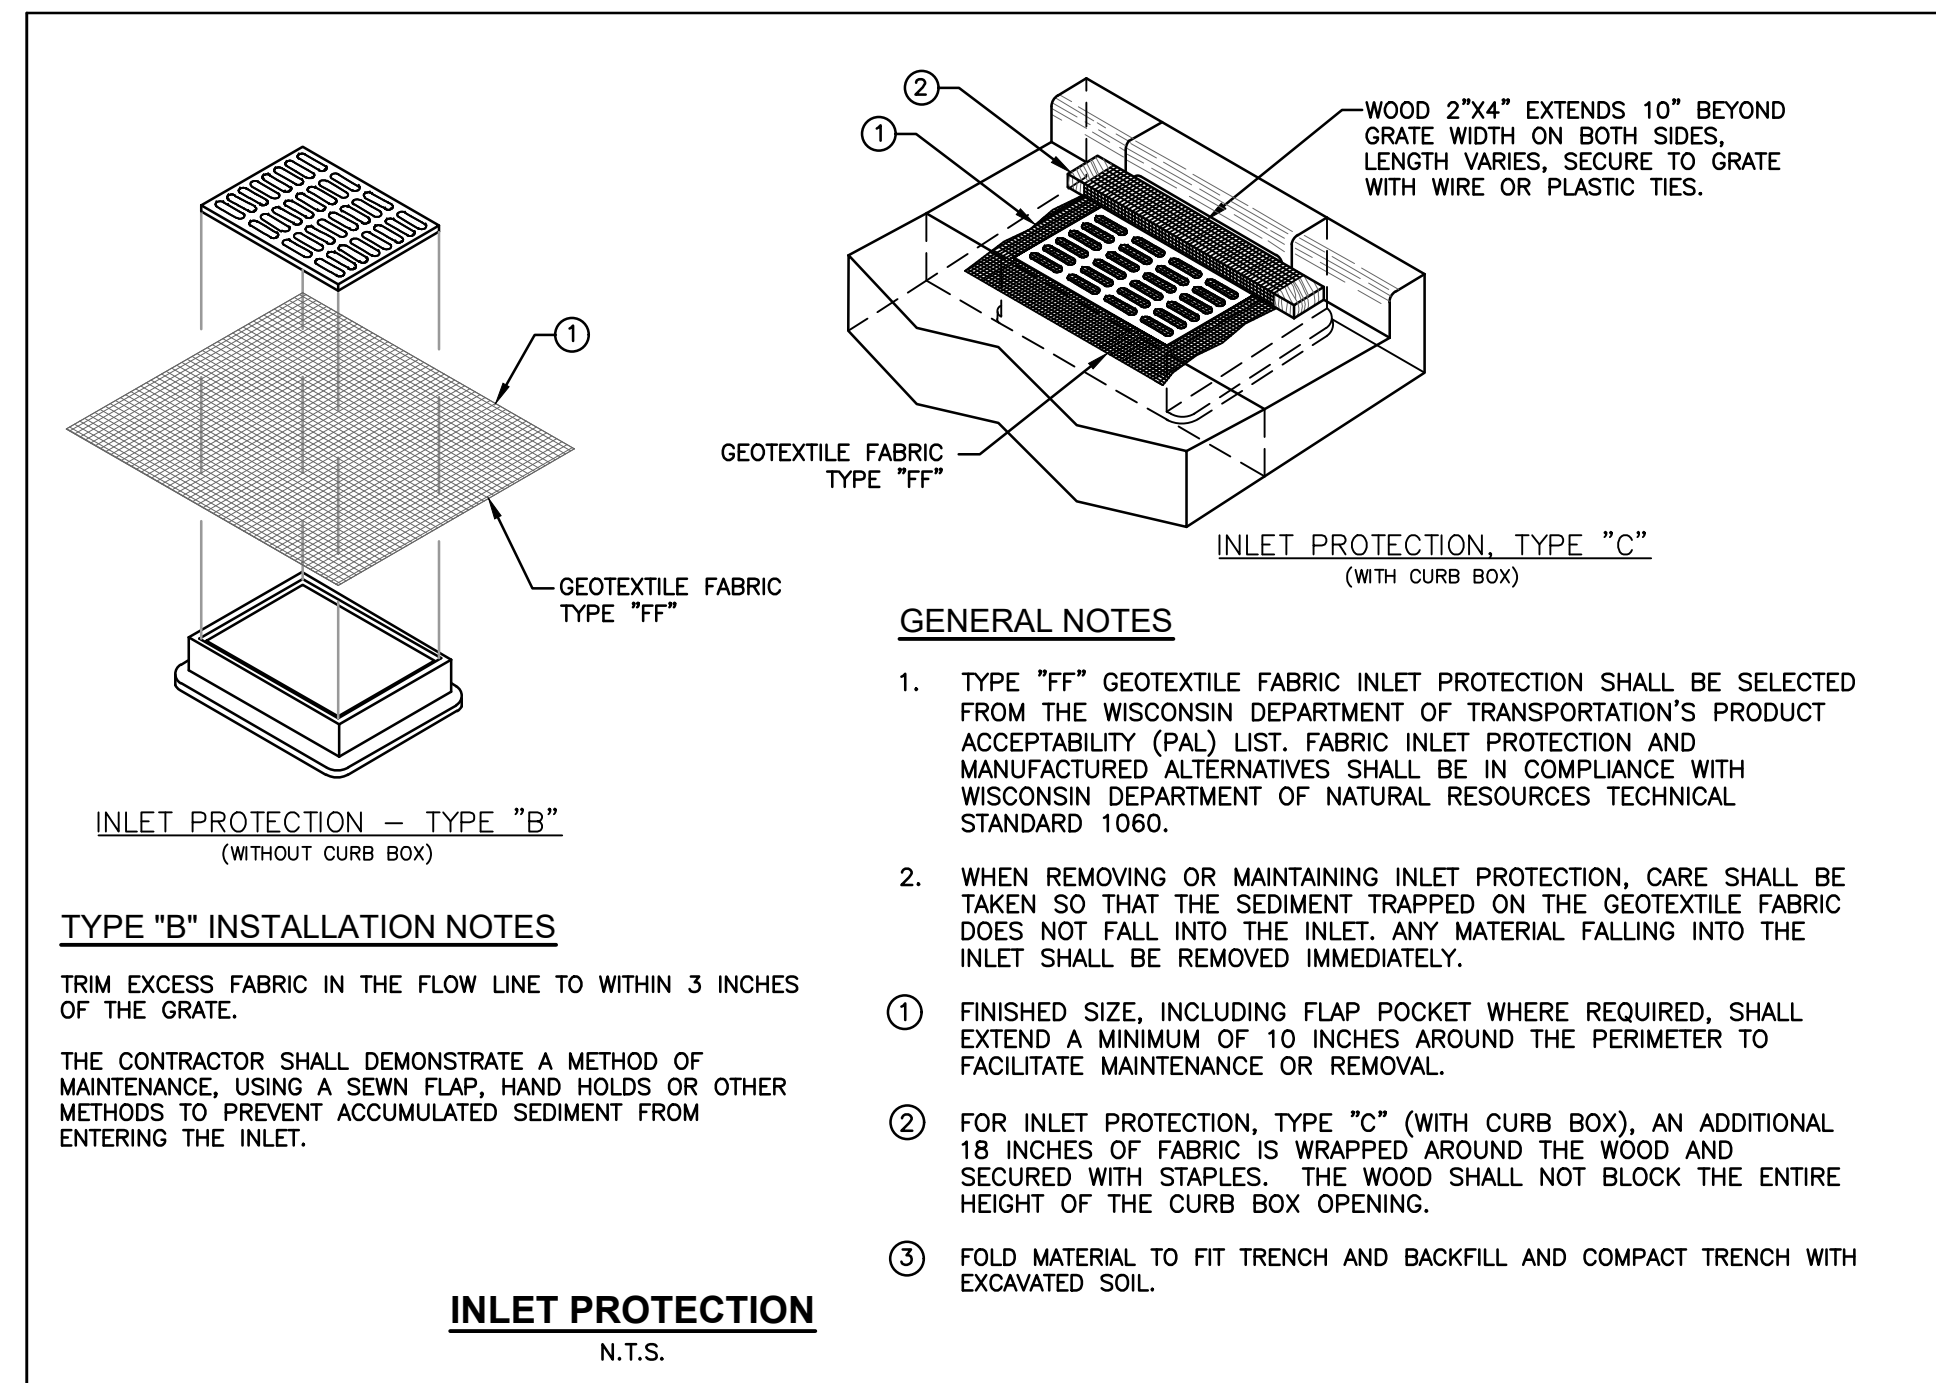 ②
①
WOOD 2"X4" EXTENDS 10" BEYOND
GRATE WIDTH ON BOTH SIDES,
LENGTH VARIES, SECURE TO GRATE
WITH WIRE OR PLASTIC TIES.
①
GEOTEXTILE FABRIC
TYPE "FF"
GEOTEXTILE FABRIC
TYPE "FF"
INLET PROTECTION, TYPE "C"
(WITH CURB BOX)
INLET PROTECTION – TYPE "B"
(WITHOUT CURB BOX)
TYPE "B" INSTALLATION NOTES
TRIM EXCESS FABRIC IN THE FLOW LINE TO WITHIN 3 INCHES
OF THE GRATE.
THE CONTRACTOR SHALL DEMONSTRATE A METHOD OF
MAINTENANCE, USING A SEWN FLAP, HAND HOLDS OR OTHER
METHODS TO PREVENT ACCUMULATED SEDIMENT FROM
ENTERING THE INLET.
GENERAL NOTES
1. TYPE "FF" GEOTEXTILE FABRIC INLET PROTECTION SHALL BE SELECTED
FROM THE WISCONSIN DEPARTMENT OF TRANSPORTATION'S PRODUCT
ACCEPTABILITY (PAL) LIST. FABRIC INLET PROTECTION AND
MANUFACTURED ALTERNATIVES SHALL BE IN COMPLIANCE WITH
WISCONSIN DEPARTMENT OF NATURAL RESOURCES TECHNICAL
STANDARD 1060.
2. WHEN REMOVING OR MAINTAINING INLET PROTECTION, CARE SHALL BE
TAKEN SO THAT THE SEDIMENT TRAPPED ON THE GEOTEXTILE FABRIC
DOES NOT FALL INTO THE INLET. ANY MATERIAL FALLING INTO THE
INLET SHALL BE REMOVED IMMEDIATELY.
① FINISHED SIZE, INCLUDING FLAP POCKET WHERE REQUIRED, SHALL
EXTEND A MINIMUM OF 10 INCHES AROUND THE PERIMETER TO
FACILITATE MAINTENANCE OR REMOVAL.
② FOR INLET PROTECTION, TYPE "C" (WITH CURB BOX), AN ADDITIONAL
18 INCHES OF FABRIC IS WRAPPED AROUND THE WOOD AND
SECURED WITH STAPLES. THE WOOD SHALL NOT BLOCK THE ENTIRE
HEIGHT OF THE CURB BOX OPENING.
③ FOLD MATERIAL TO FIT TRENCH AND BACKFILL AND COMPACT TRENCH WITH
EXCAVATED SOIL.
INLET PROTECTION
N.T.S.